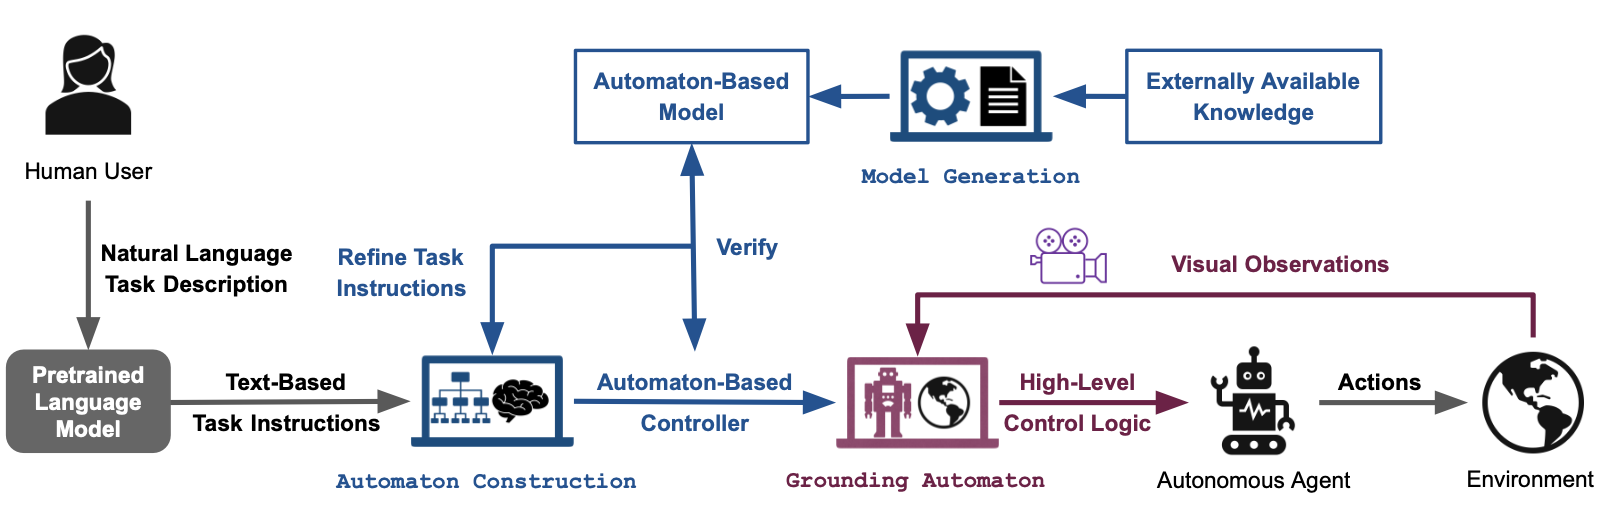 Human User
Natural Language
Task Description
Pretrained
Language
Model
Text-Based
Task Instructions
Refine Task
Instructions
Verify
Automaton-Based
Model
Model Generation
Externally Available
Knowledge
Automaton Construction
Automaton-Based
Controller
Visual Observations
Grounding Automaton
High-Level
Control Logic
Autonomous Agent
Actions
Environment